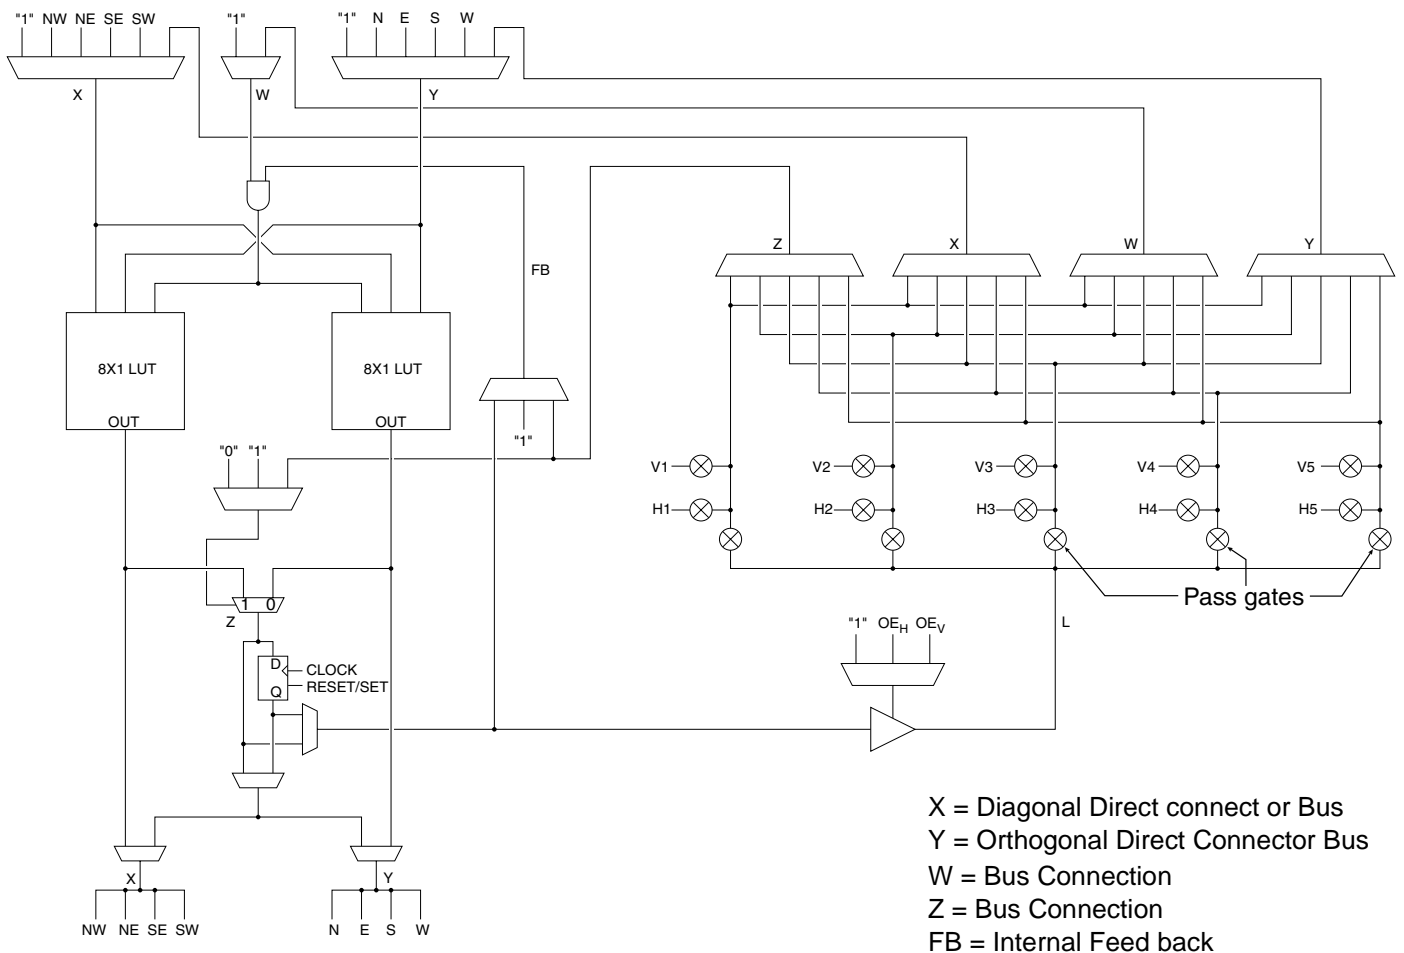 "1" NW NE SE SW
"1"
"1" N E S W
X
W
Y
Z
X
W
Y
FB
8X1 LUT
8X1 LUT
OUT
OUT
"1"
"0" "1"
V1
V2
V3
V4
V5
H1
H2
H3
H4
H5
Pass gates
1 0
Z
"1" OEH OEV
L
D
CLOCK
Q
RESET/SET
X
Y
NW NE SE SW
N E S W
X = Diagonal Direct connect or Bus
Y = Orthogonal Direct Connector Bus
W = Bus Connection
Z = Bus Connection
FB = Internal Feed back